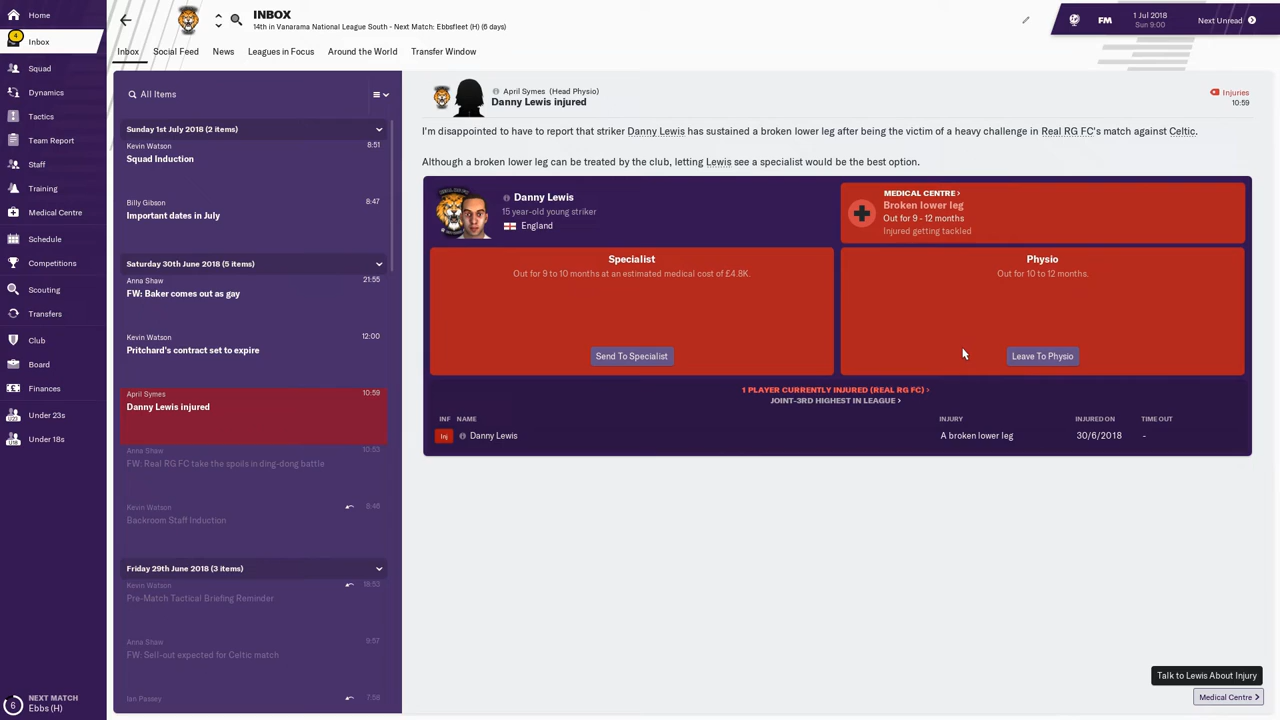 Home
4
Inbox
Squad
Dynamics
Tactics
Team Report
Staff
Training
Medical Centre
Schedule
Competitions
Scouting
Transfers
Club
Board
Finances
Under 23s
Under 18s
6
NEXT MATCH
Ebbs (H)
INBOX
14th in Vanarama National League South - Next Match: Ebbsfleet (H) (6 days)
FM
1 Jul 2018
Sun 9:00
Next Unread
Inbox
Social Feed
News
Leagues in Focus
Around the World
Transfer Window
All Items
Sunday 1st July 2018 (2 items)
Kevin Watson 8:51
Squad Induction
Billy Gibson 8:47
Important dates in July
Saturday 30th June 2018 (5 items)
Anna Shaw 21:55
FW: Baker comes out as gay
Kevin Watson 12:00
Pritchard's contract set to expire
April Symes 10:59
Danny Lewis injured
Anna Shaw 10:53
FW: Real RG FC take the spoils in ding-dong battle
Kevin Watson 8:46
Backroom Staff Induction
Friday 29th June 2018 (3 items)
Kevin Watson 18:53
Pre-Match Tactical Briefing Reminder
Anna Shaw 9:57
FW: Sell-out expected for Celtic match
Ian Passey 7:58
April Symes (Head Physio)
Danny Lewis injured
Injuries
10:59
I'm disappointed to have to report that striker Danny Lewis has sustained a broken lower leg after being the victim of a heavy challenge in Real RG FC's match against Celtic.
Although a broken lower leg can be treated by the club, letting Lewis see a specialist would be the best option.
Danny Lewis
15 year-old young striker
England
MEDICAL CENTRE >
Broken lower leg
Out for 9 - 12 months
Injured getting tackled
Specialist
Out for 9 to 10 months at an estimated medical cost of £4.8K.
Send To Specialist
Physio
Out for 10 to 12 months.
Leave To Physio
1 PLAYER CURRENTLY INJURED (REAL RG FC) >
JOINT-3RD HIGHEST IN LEAGUE >
INF NAME INJURY INJURED ON TIME OUT
Inj Danny Lewis A broken lower leg 30/6/2018 -
Talk to Lewis About Injury
Medical Centre >